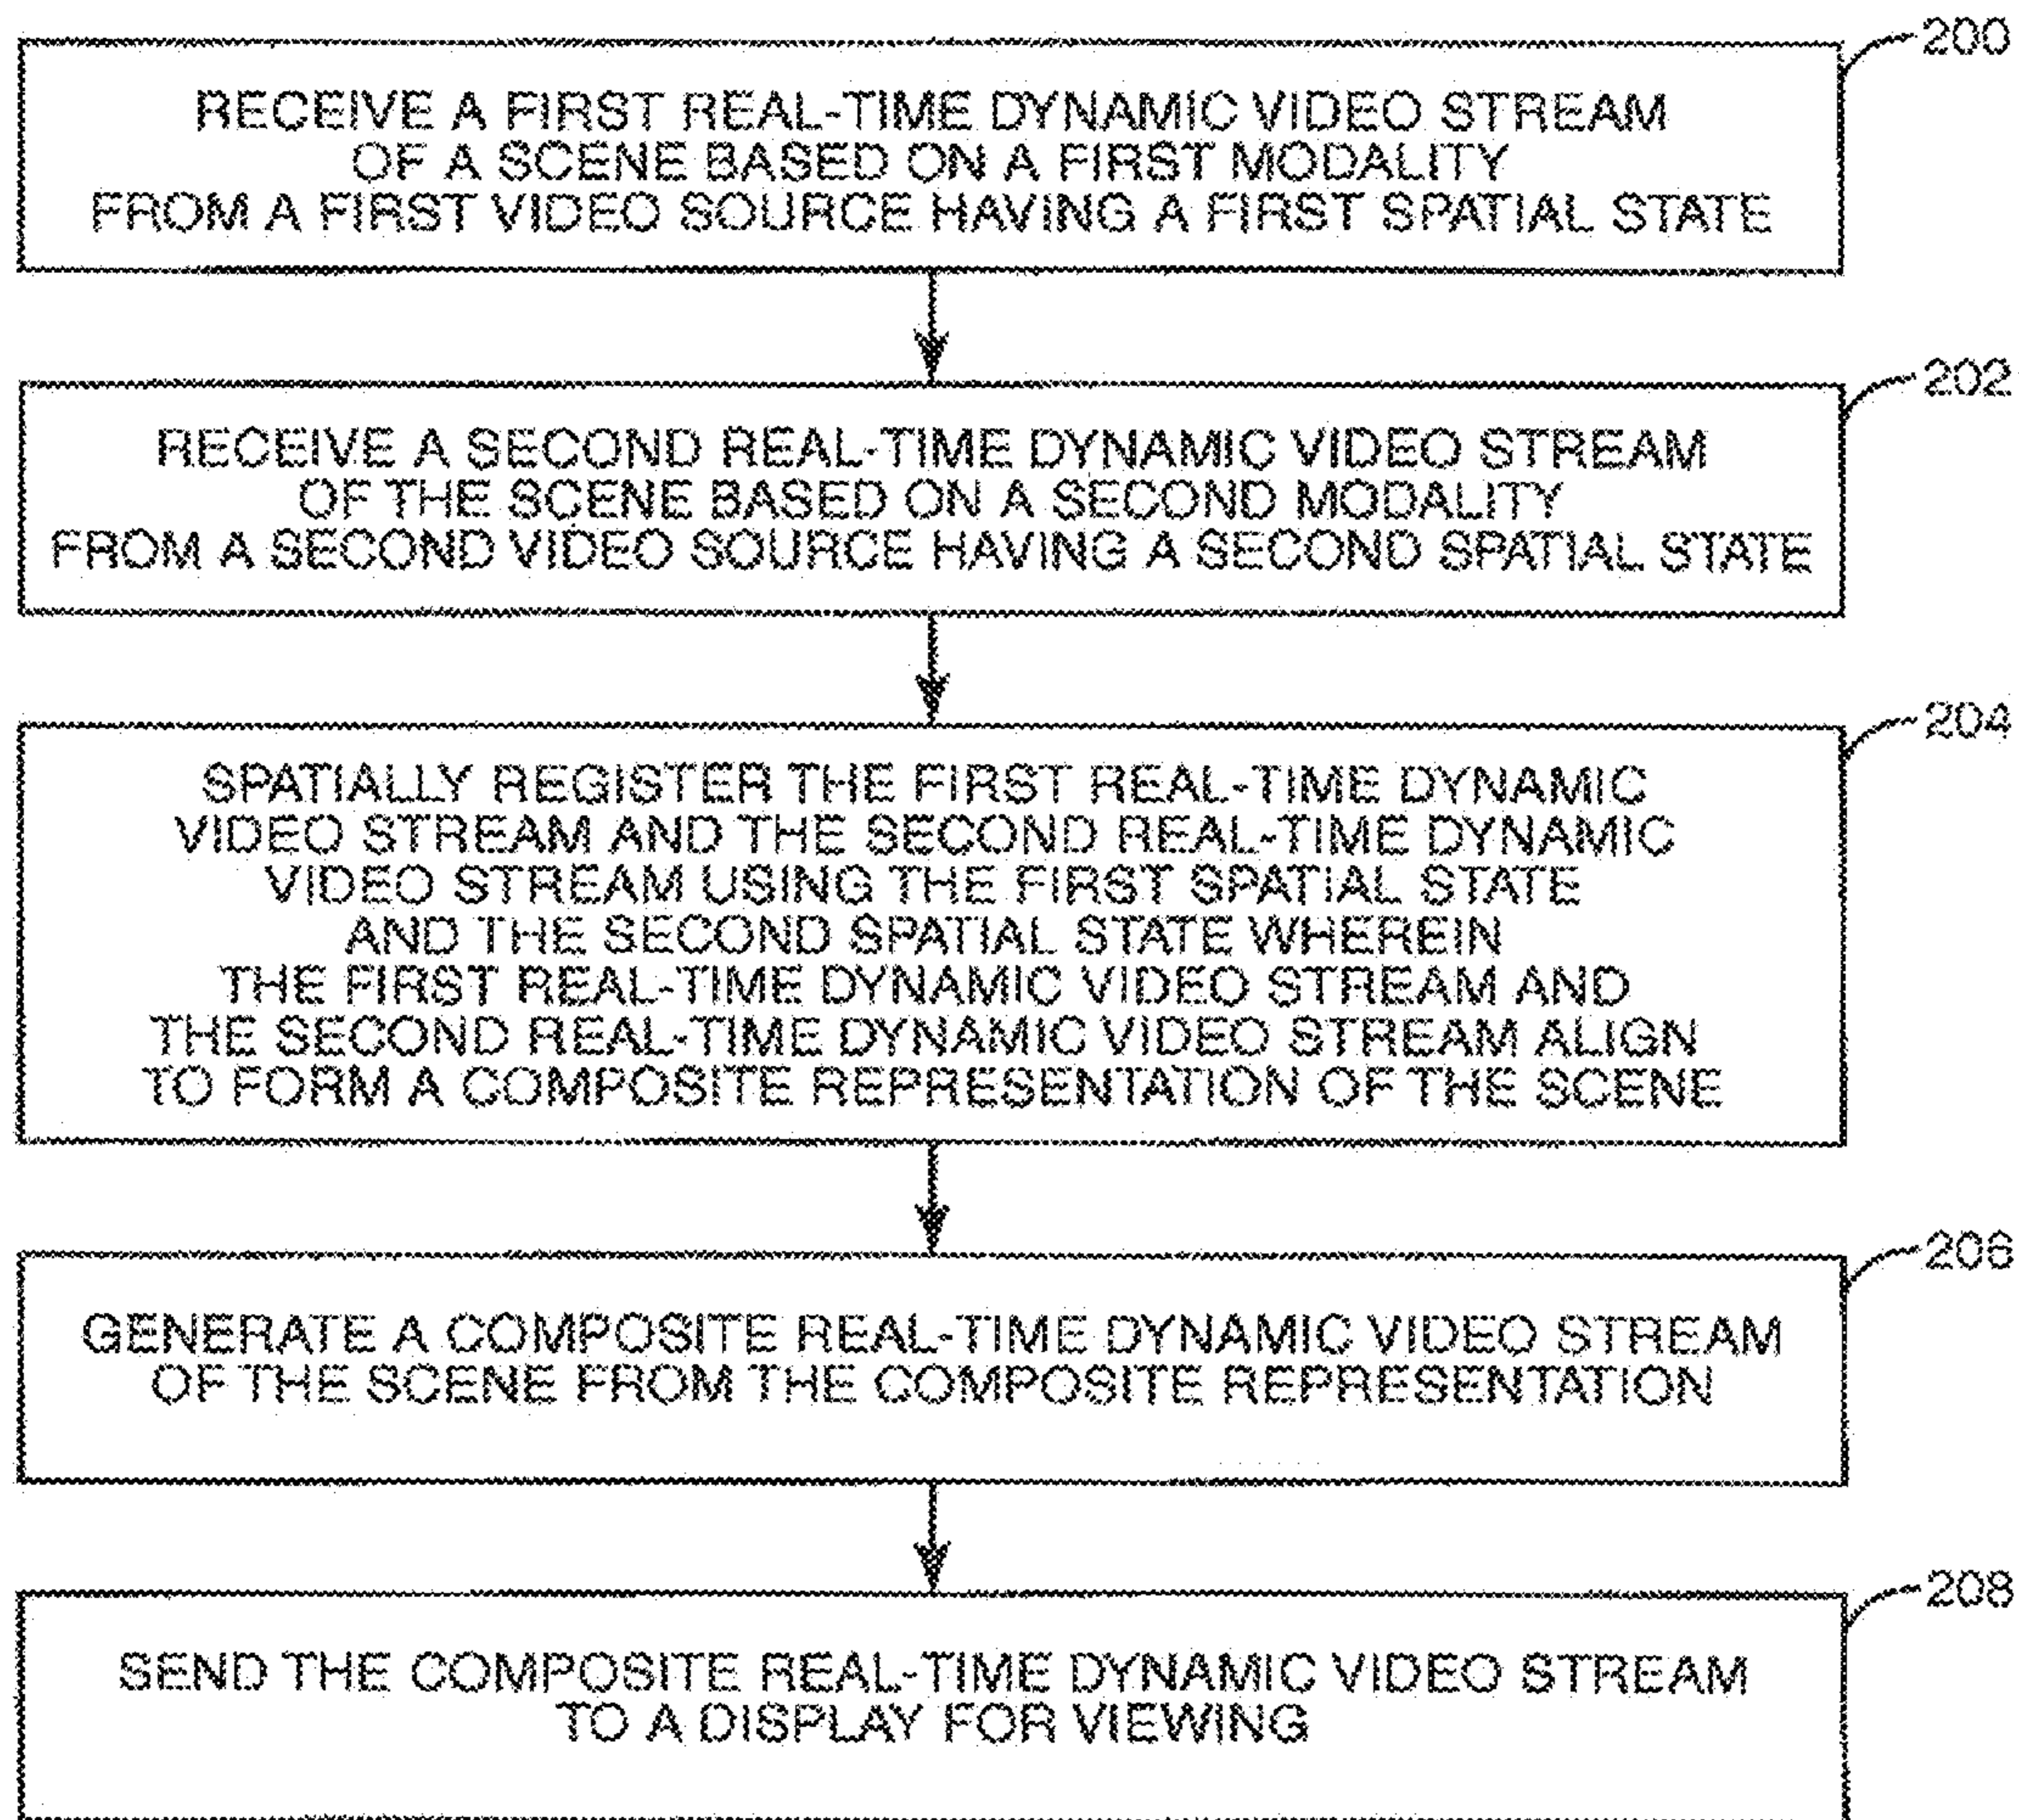 200
RECEIVE A FIRST REAL-TIME DYNAMIC VIDEO STREAM
OF A SCENE BASED ON A FIRST MODALITY
FROM A FIRST VIDEO SOURCE HAVING A FIRST SPATIAL STATE
202
RECEIVE A SECOND REAL-TIME DYNAMIC VIDEO STREAM
OF THE SCENE BASED ON A SECOND MODALITY
FROM A SECOND VIDEO SOURCE HAVING A SECOND SPATIAL STATE
204
SPATIALLY REGISTER THE FIRST REAL-TIME DYNAMIC
VIDEO STREAM AND THE SECOND REAL-TIME DYNAMIC
VIDEO STREAM USING THE FIRST SPATIAL STATE
AND THE SECOND SPATIAL STATE WHEREIN
THE FIRST REAL-TIME DYNAMIC VIDEO STREAM AND
THE SECOND REAL-TIME DYNAMIC VIDEO STREAM ALIGN
TO FORM A COMPOSITE REPRESENTATION OF THE SCENE
206
GENERATE A COMPOSITE REAL-TIME DYNAMIC VIDEO STREAM
OF THE SCENE FROM THE COMPOSITE REPRESENTATION
208
SEND THE COMPOSITE REAL-TIME DYNAMIC VIDEO STREAM
TO A DISPLAY FOR VIEWING